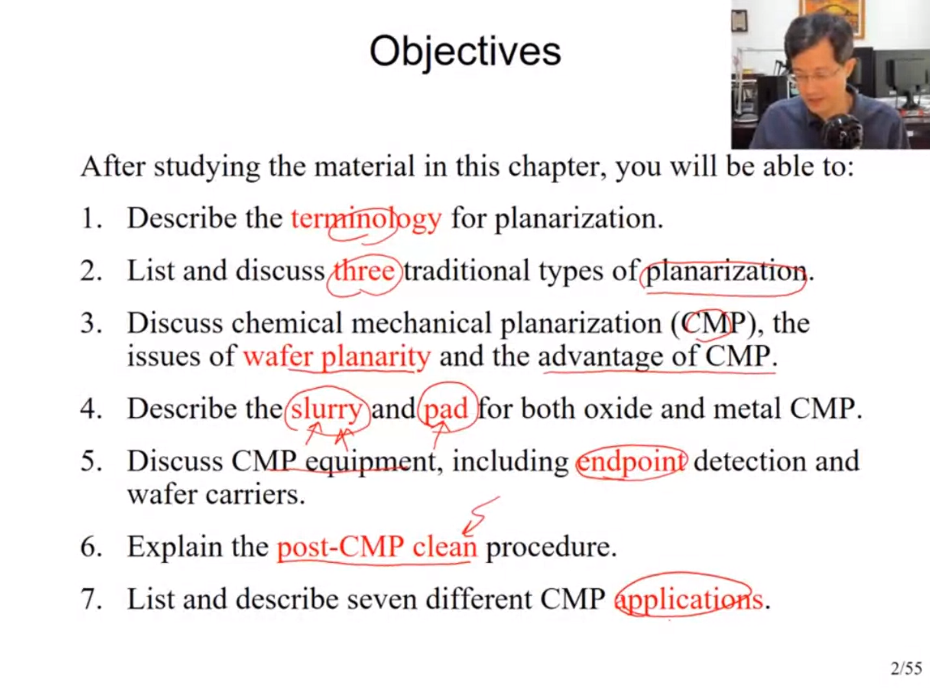 Objectives
After studying the material in this chapter, you will be able to:
1. Describe the terminology for planarization.
2. List and discuss three traditional types of planarization.
3. Discuss chemical mechanical planarization (CMP), the
issues of wafer planarity and the advantage of CMP.
4. Describe the slurry and pad for both oxide and metal CMP.
5. Discuss CMP equipment, including endpoint detection and
wafer carriers.
6. Explain the post-CMP clean procedure.
7. List and describe seven different CMP applications.
2/55